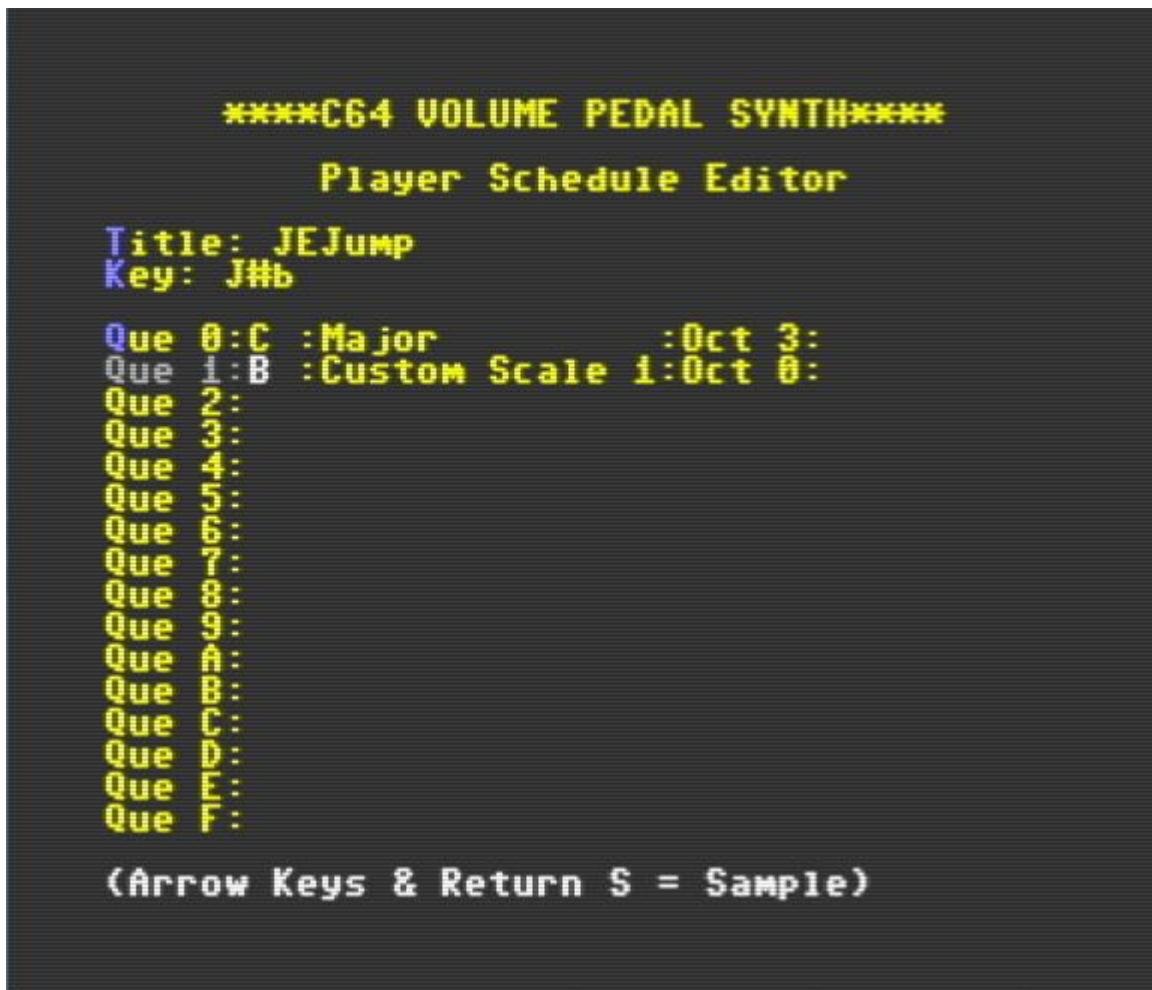 ****C64 VOLUME PEDAL SYNTH****
Player Schedule Editor
Title: JEJump
Key: J#b
Que 0:C :Major :Oct 3:
Que 1:B :Custom Scale 1:Oct 0:
Que 2:
Que 3:
Que 4:
Que 5:
Que 6:
Que 7:
Que 8:
Que 9:
Que A:
Que B:
Que C:
Que D:
Que E:
Que F:
(Arrow Keys & Return S = Sample)